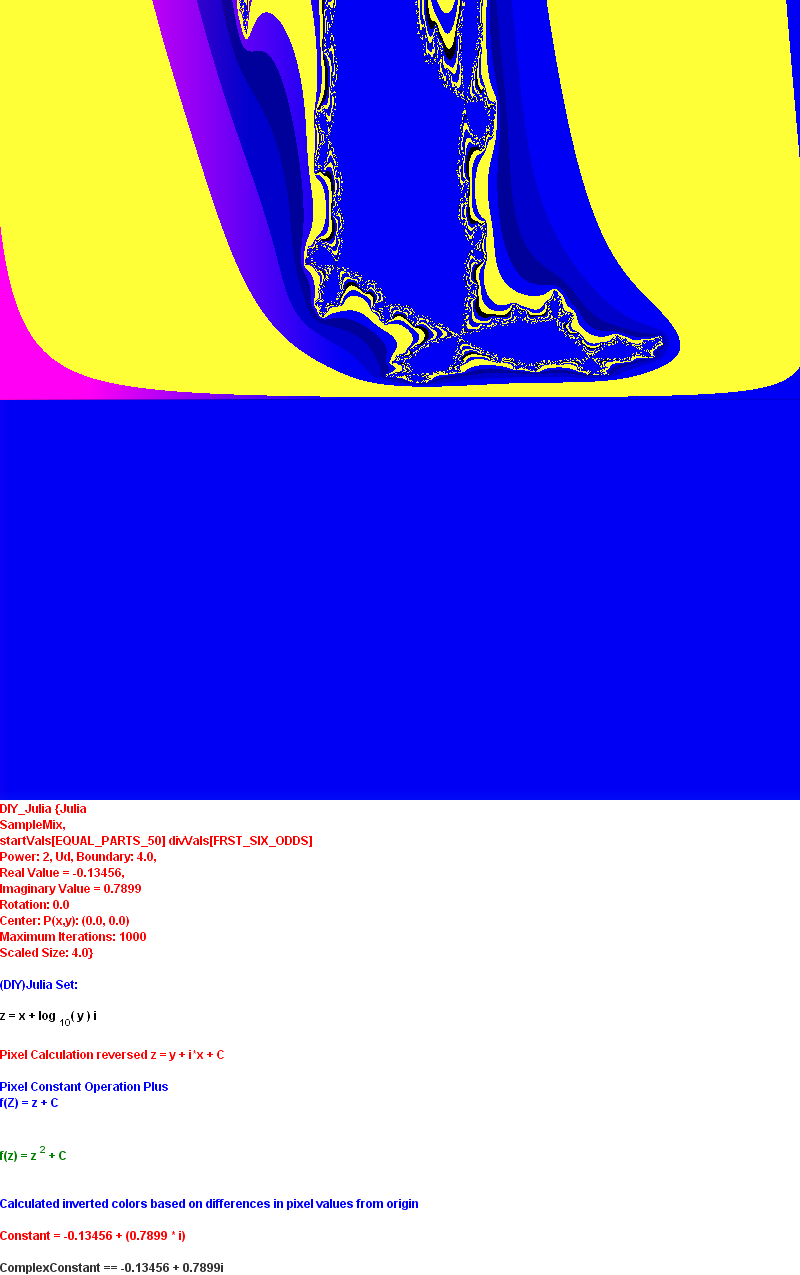 DIY_Julia {Julia
SampleMix,
startVals[EQUAL_PARTS_50] divVals[FRST_SIX_ODDS]
Power: 2, Ud, Boundary: 4.0,
Real Value = -0.13456,
Imaginary Value = 0.7899
Rotation: 0.0
Center: P(x,y): (0.0, 0.0)
Maximum Iterations: 1000
Scaled Size: 4.0}
(DIY)Julia Set:
z = x + log 10 ( y ) i
Pixel Calculation reversed z = y + i*x + C
Pixel Constant Operation Plus
f(Z) = z + C
f(z) = z 2 + C
Calculated inverted colors based on differences in pixel values from origin
Constant = -0.13456 + (0.7899 * i)
ComplexConstant == -0.13456 + 0.7899i